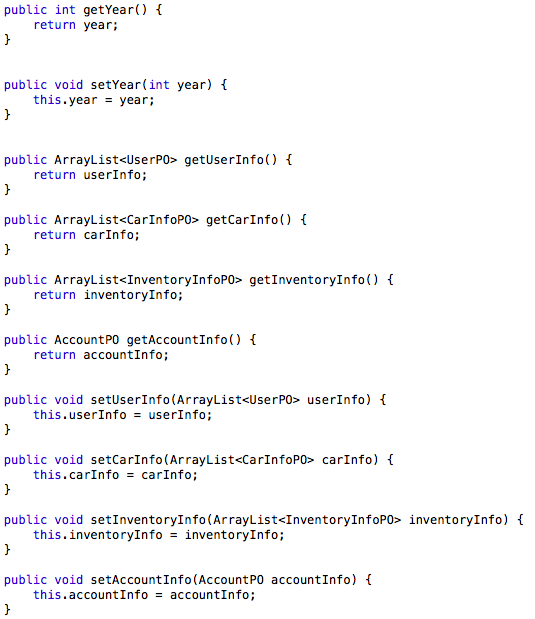 public int getYear() {
    return year;
}
public void setYear(int year) {
    this.year = year;
}
public ArrayList<UserPO> getUserInfo() {
    return userInfo;
}
public ArrayList<CarInfoPO> getCarInfo() {
    return carInfo;
}
public ArrayList<InventoryInfoPO> getInventoryInfo() {
    return inventoryInfo;
}
public AccountPO getAccountInfo() {
    return accountInfo;
}
public void setUserInfo(ArrayList<UserPO> userInfo) {
    this.userInfo = userInfo;
}
public void setCarInfo(ArrayList<CarInfoPO> carInfo) {
    this.carInfo = carInfo;
}
public void setInventoryInfo(ArrayList<InventoryInfoPO> inventoryInfo) {
    this.inventoryInfo = inventoryInfo;
}
public void setAccountInfo(AccountPO accountInfo) {
    this.accountInfo = accountInfo;
}